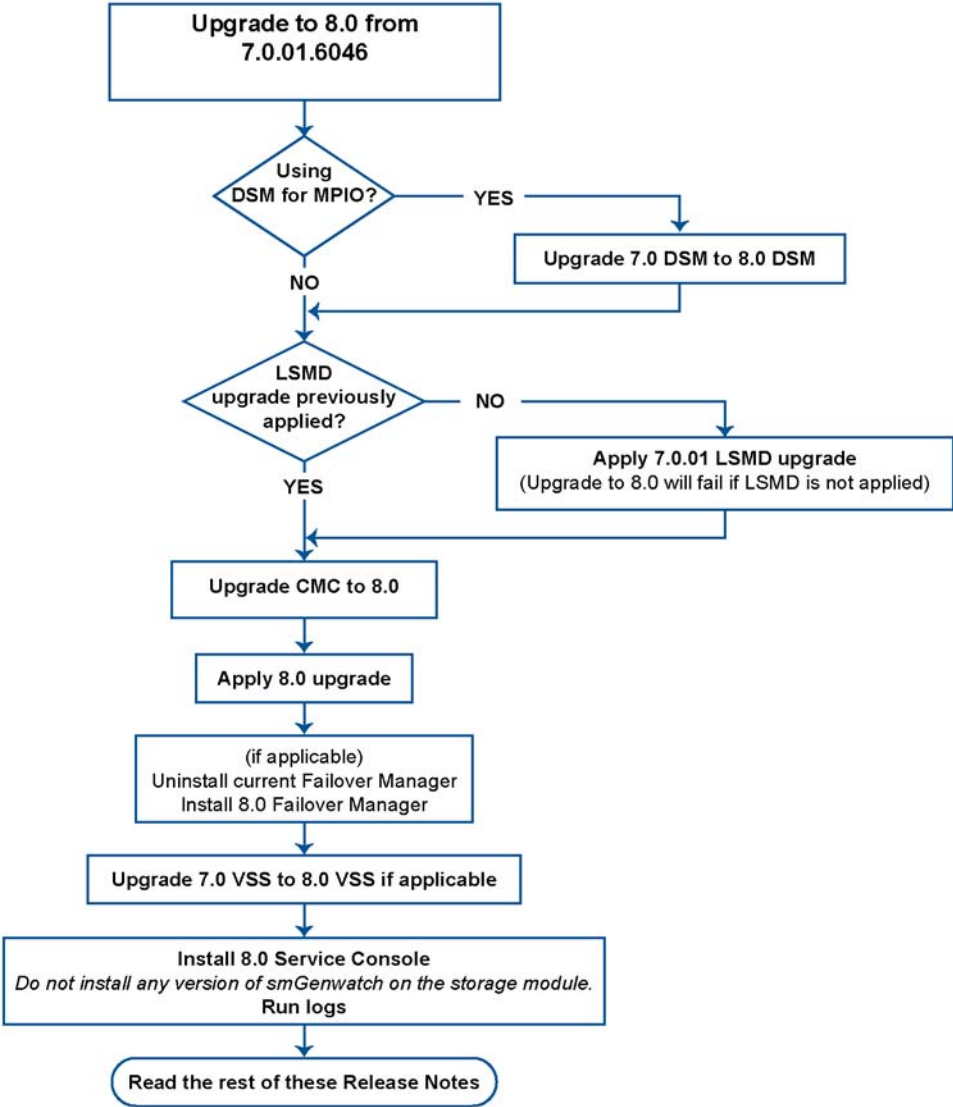 Upgrade to 8.0 from
7.0.01.6046
Using
DSM for MPIO?
YES
Upgrade 7.0 DSM to 8.0 DSM
NO
LSMD
upgrade previously
applied?
NO
Apply 7.0.01 LSMD upgrade
(Upgrade to 8.0 will fail if LSMD is not applied)
YES
Upgrade CMC to 8.0
Apply 8.0 upgrade
(if applicable)
Uninstall current Failover Manager
Install 8.0 Failover Manager
Upgrade 7.0 VSS to 8.0 VSS if applicable
Install 8.0 Service Console
Do not install any version of smGenwatch on the storage module.
Run logs
Read the rest of these Release Notes